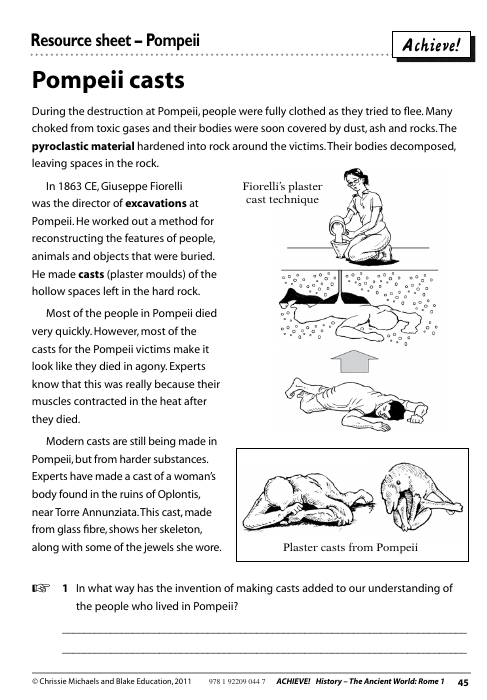 Resource sheet – Pompeii
Achieve!
Pompeii casts
During the destruction at Pompeii, people were fully clothed as they tried to flee. Many
choked from toxic gases and their bodies were soon covered by dust, ash and rocks. The
pyroclastic material hardened into rock around the victims. Their bodies decomposed,
leaving spaces in the rock.
In 1863 CE, Giuseppe Fiorelli
was the director of excavations at
Pompeii. He worked out a method for
reconstructing the features of people,
animals and objects that were buried.
He made casts (plaster moulds) of the
hollow spaces left in the hard rock.
Most of the people in Pompeii died
very quickly. However, most of the
casts for the Pompeii victims make it
look like they died in agony. Experts
know that this was really because their
muscles contracted in the heat after
they died.
Modern casts are still being made in
Pompeii, but from harder substances.
Experts have made a cast of a woman's
body found in the ruins of Oplontis,
near Torre Annunziata. This cast, made
from glass fibre, shows her skeleton,
along with some of the jewels she wore.
Fiorelli's plaster
cast technique
Plaster casts from Pompeii
1 In what way has the invention of making casts added to our understanding of
the people who lived in Pompeii?
© Chrissie Michaels and Blake Education, 2011 978 1 92209 044 7 ACHIEVE! History – The Ancient World: Rome 1 45